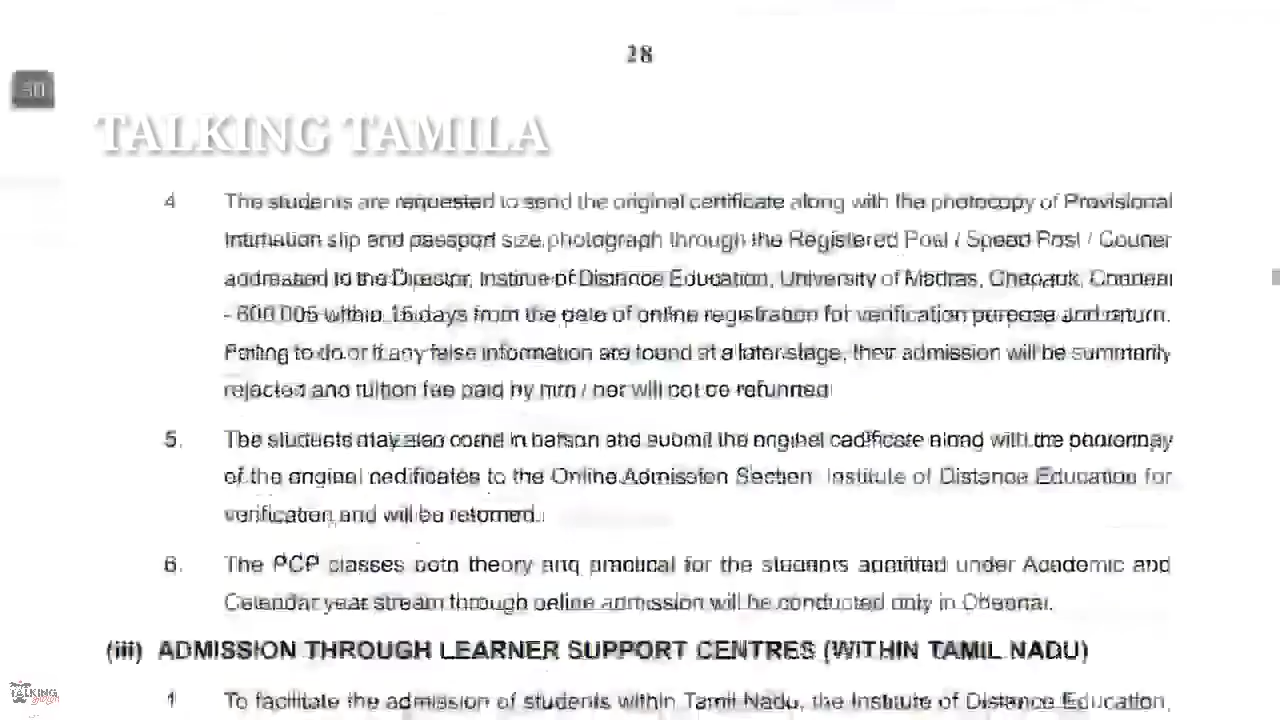 28
TALKING TAMILA
4 The students are requested to send the original certificate along with the photocopy of Provisional
Intimation slip and passport size photograph through the Registered Post / Speed Post / Courier
addressed to the Director, Institute of Distance Education, University of Madras, Chepauk, Chennai
- 600 005 within 15 days from the date of online registration for verification purpose and return.
Failing to do or if any false information are found at a later stage, their admission will be summarily
rejected and tuition fee paid by him / her will not be refunded
5. The students may also come in person and submit the original certificate along with the photocopy
of the original certificates to the Online Admission Section Institute of Distance Education for
verification and will be returned.
6. The PCP classes both theory and practical for the students admitted under Academic and
Calendar year stream through online admission will be conducted only in Chennai.
(iii) ADMISSION THROUGH LEARNER SUPPORT CENTRES (WITHIN TAMIL NADU)
1 To facilitate the admission of students within Tamil Nadu, the Institute of Distance Education,
TALKING